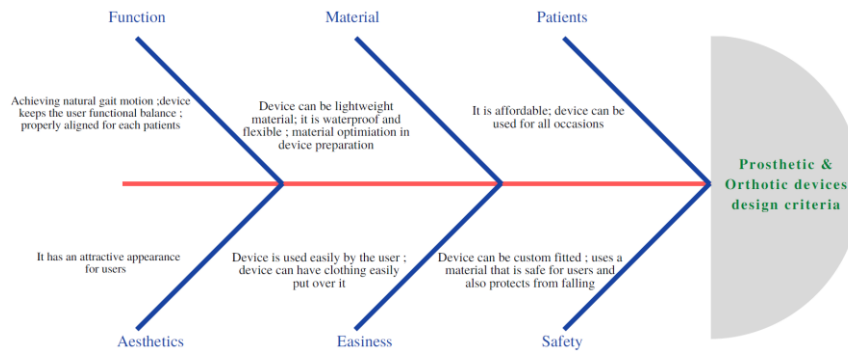 Function
Material
Patients
Achieving natural gait motion ;device
keeps the user functional balance ;
properly aligned for each patients
Device can be lightweight
material; it is waterproof and
flexible ; material optimiation in
device preparation
It is affordable; device can be
used for all occasions
Prosthetic &
Orthotic devices
design criteria
It has an attractive appearance
for users
Device is used easily by the user ;
device can have clothing easily
put over it
Device can be custom fitted ; uses a
material that is safe for users and
also protects from falling
Aesthetics
Easiness
Safety